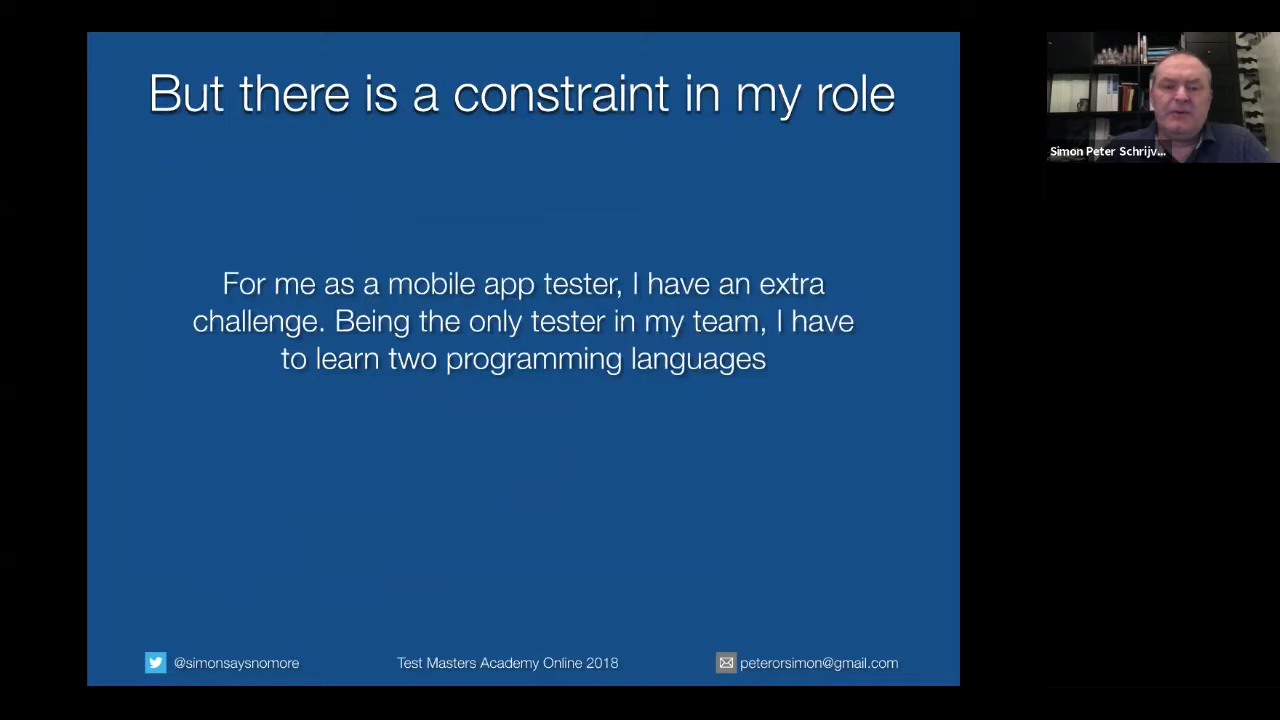 But there is a constraint in my role
For me as a mobile app tester, I have an extra
challenge. Being the only tester in my team, I have
to learn two programming languages
@simonsaysnomore
Test Masters Academy Online 2018
peterorsimon@gmail.com
Simon Peter Schrijv...